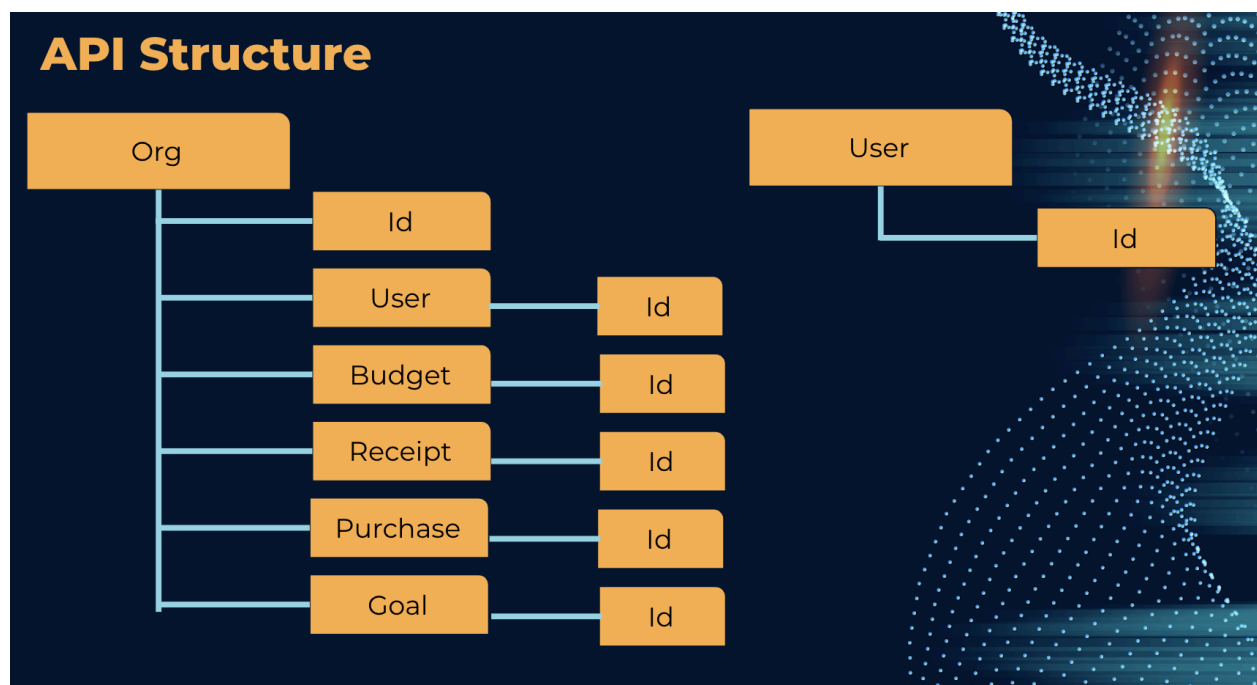 API Structure
Org
Id
User
Id
Budget
Id
Receipt
Id
Purchase
Id
Goal
Id
User
Id